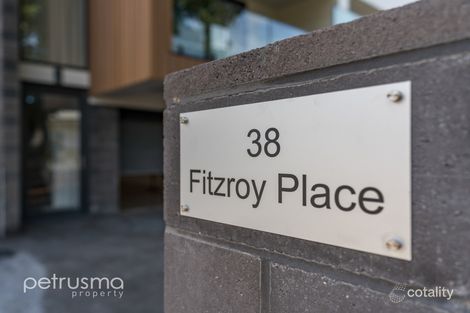 38
Fitzroy Place
petrusma
property
cotality